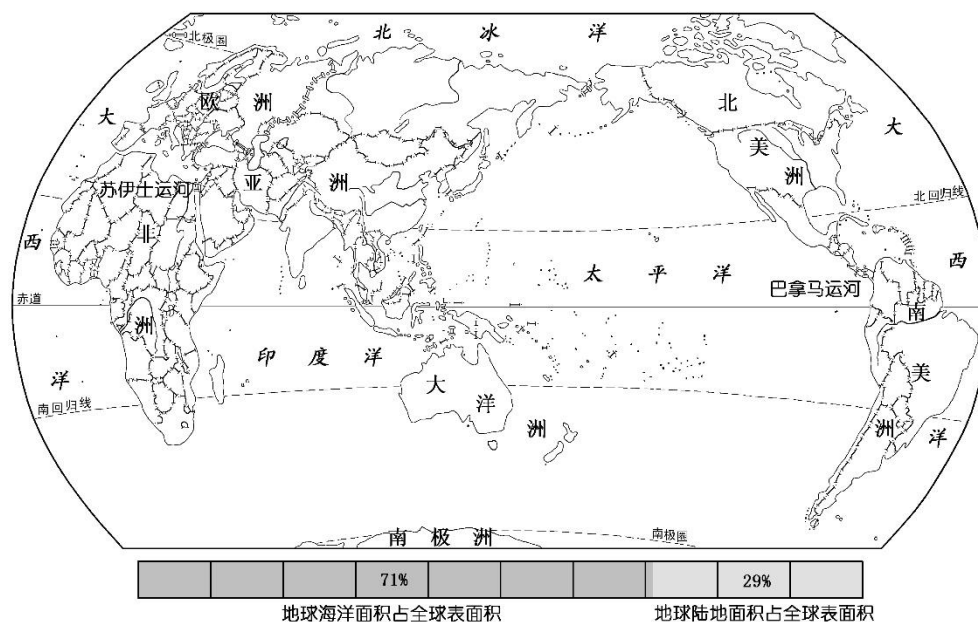 北冰洋
北极圈
大
欧洲
北
大
美
洲
苏伊士运河
亚洲
北回归线
非
西
西
太平洋
巴拿马运河
赤道
洲
南
印度洋
洋
大
美
南回归线
洋
洲
洲
洋
南极洲
南极圈
71%
29%
地球海洋面积占全球表面积
地球陆地面积占全球表面积